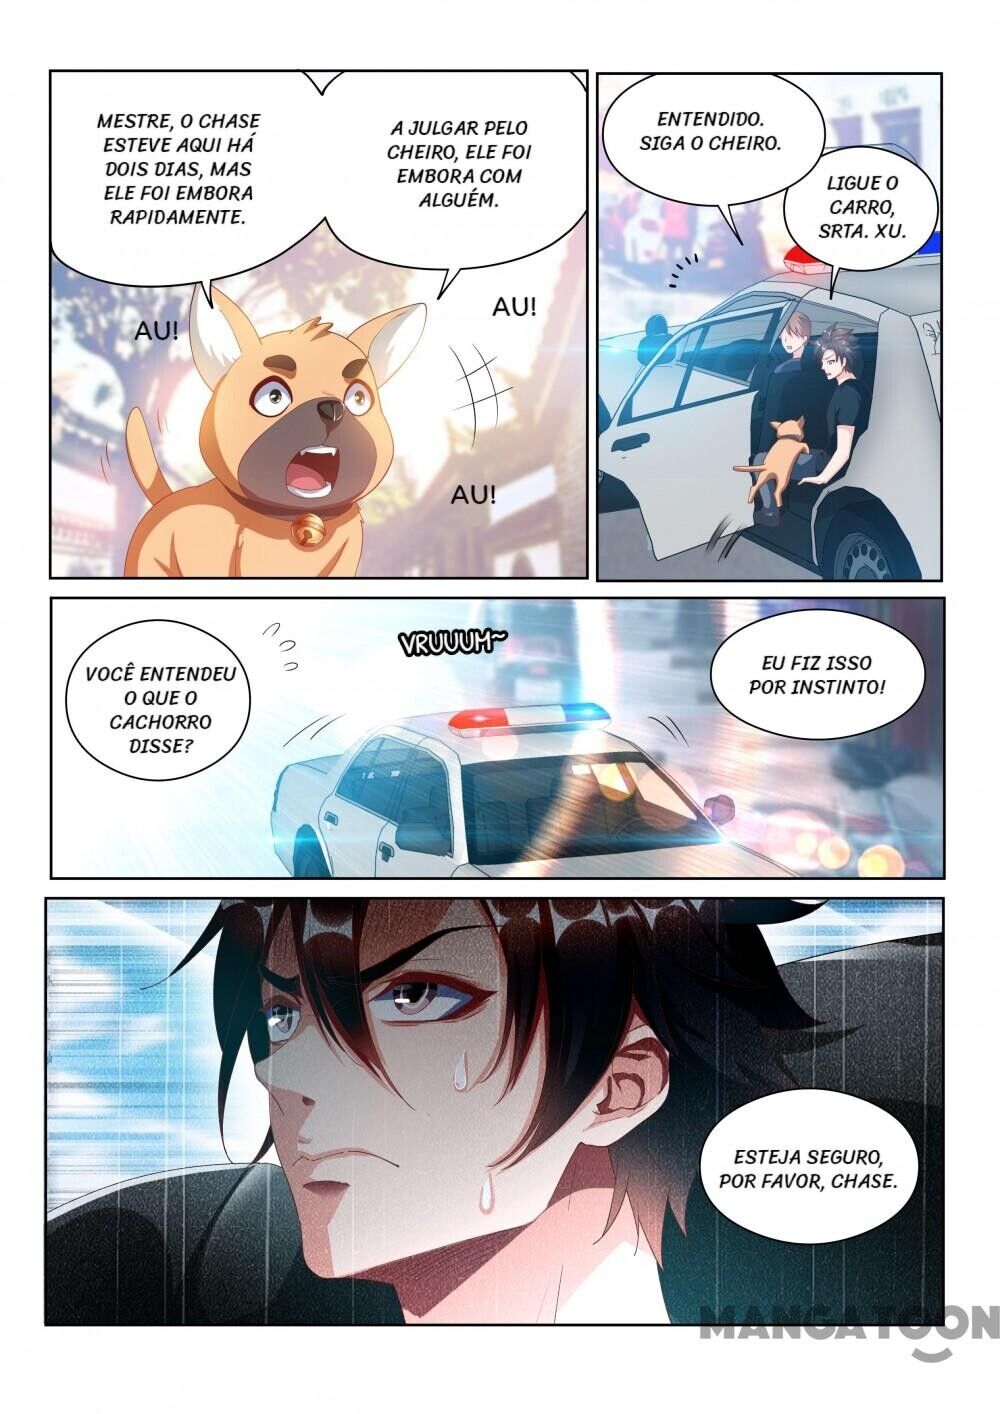 MESTRE, O CHASE
ESTEVE AQUI HÁ
DOIS DIAS, MAS
ELE FOI EMBORA
RAPIDAMENTE.
A JULGAR PELO
CHEIRO, ELE FOI
EMBORA COM
ALGUÉM.
AU!
AU!
AU!
ENTENDIDO.
SIGA O CHEIRO.
LIGUE O
CARRO,
SRTA. XU.
VOCÊ ENTENDEU
O QUE O
CACHORRO
DISSE?
VRUUUM~
EU FIZ ISSO
POR INSTINTO!
ESTEJA SEGURO,
POR FAVOR, CHASE.
MANGATOON